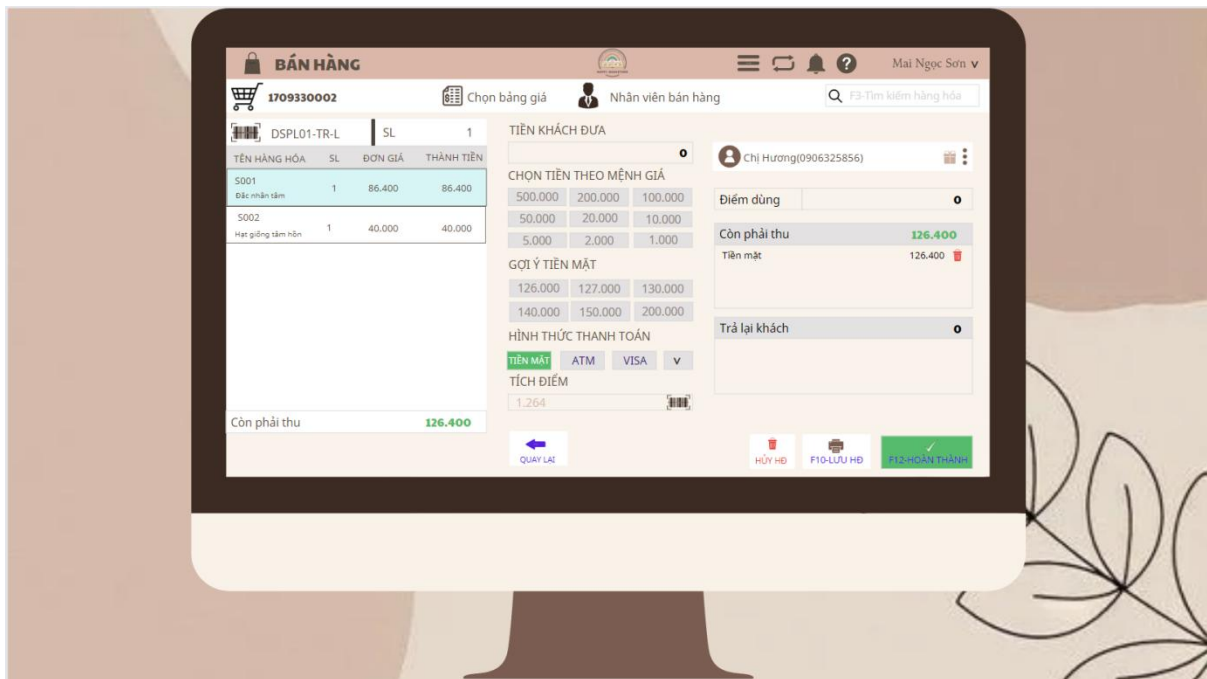 BÁN HÀNG
Mai Ngọc Sơn v
1709330002
Chọn bảng giá
Nhân viên bán hàng
F3-Tìm kiếm hàng hóa
DSPL01-TR-L SL 1
TÊN HÀNG HÓA SL ĐƠN GIÁ THÀNH TIỀN
S001
Đắc nhân tâm 1 86.400 86.400
S002
Hạt giống tâm hồn 1 40.000 40.000
Còn phải thu 126.400
TIỀN KHÁCH ĐƯA
0
CHỌN TIỀN THEO MỆNH GIÁ
500.000 200.000 100.000
50.000 20.000 10.000
5.000 2.000 1.000
GỢI Ý TIỀN MẶT
126.000 127.000 130.000
140.000 150.000 200.000
HÌNH THỨC THANH TOÁN
TIỀN MẶT ATM VISA v
TÍCH ĐIỂM
1.264
QUAY LẠI
Chị Hương(0906325856)
Điểm dùng 0
Còn phải thu 126.400
Tiền mặt 126.400
Trả lại khách 0
HỦY HĐ F10-LƯU HĐ F12-HOÀN THÀNH